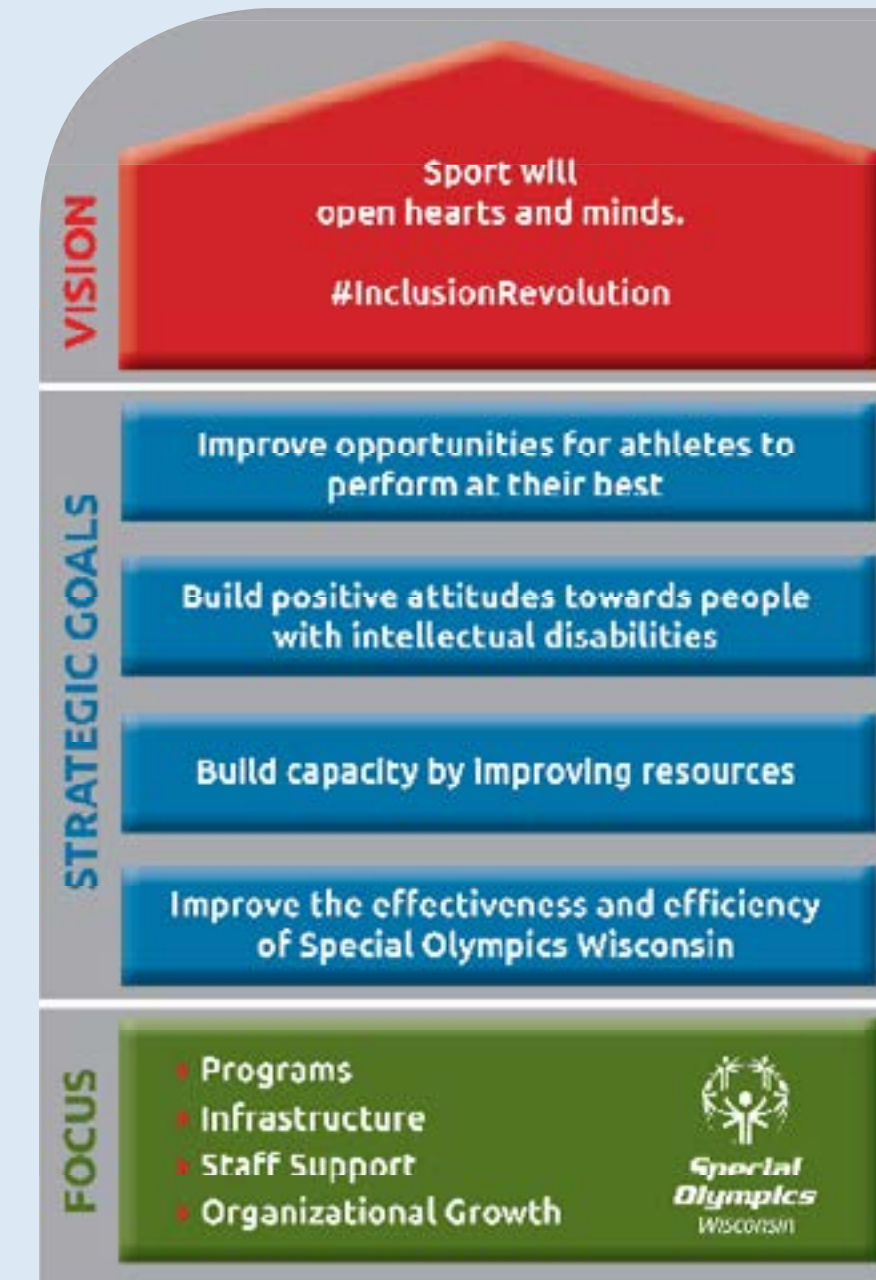 VISION
Sport will
open hearts and minds.
#InclusionRevolution
STRATEGIC GOALS
Improve opportunities for athletes to
perform at their best
Build positive attitudes towards people
with intellectual disabilities
Build capacity by improving resources
Improve the effectiveness and efficiency
of Special Olympics Wisconsin
FOCUS
Programs
Infrastructure
Staff Support
Organizational Growth
Special
Olympics
Wisconsin